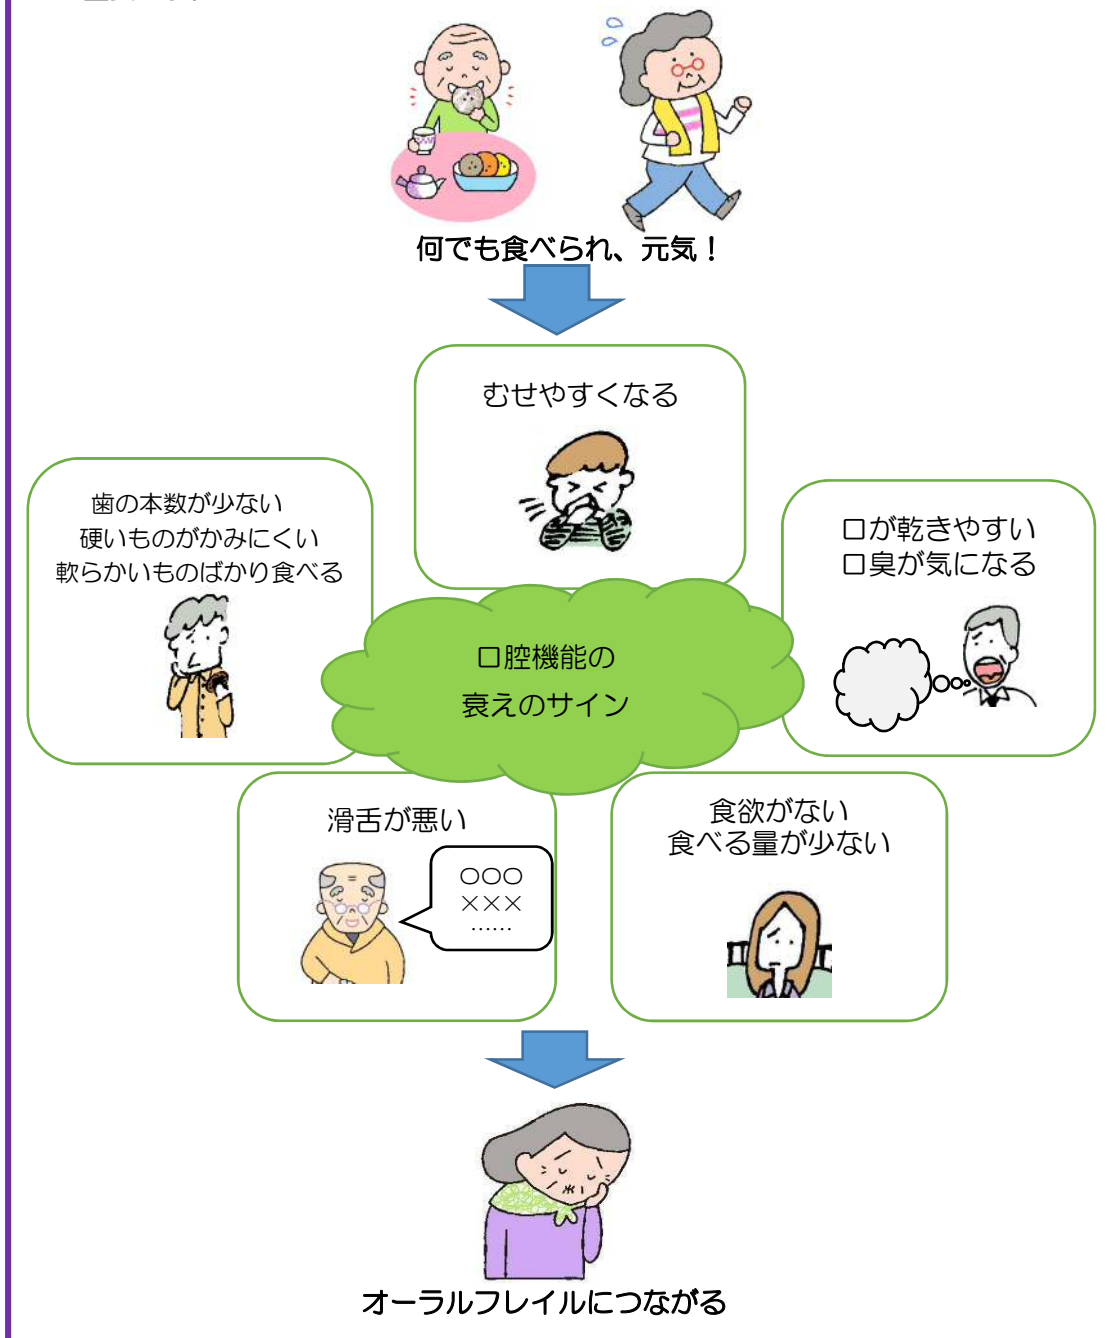 何でも食べられ、元気！
むせやすくなる
歯の本数が少ない
硬いものがかみにくい
軟らかいものばかり食べる
口が乾きやすい
口臭が気になる
口腔機能の
衰えのサイン
滑舌が悪い
○○○
×××
……
食欲がない
食べる量が少ない
オーラルフレイルにつながる